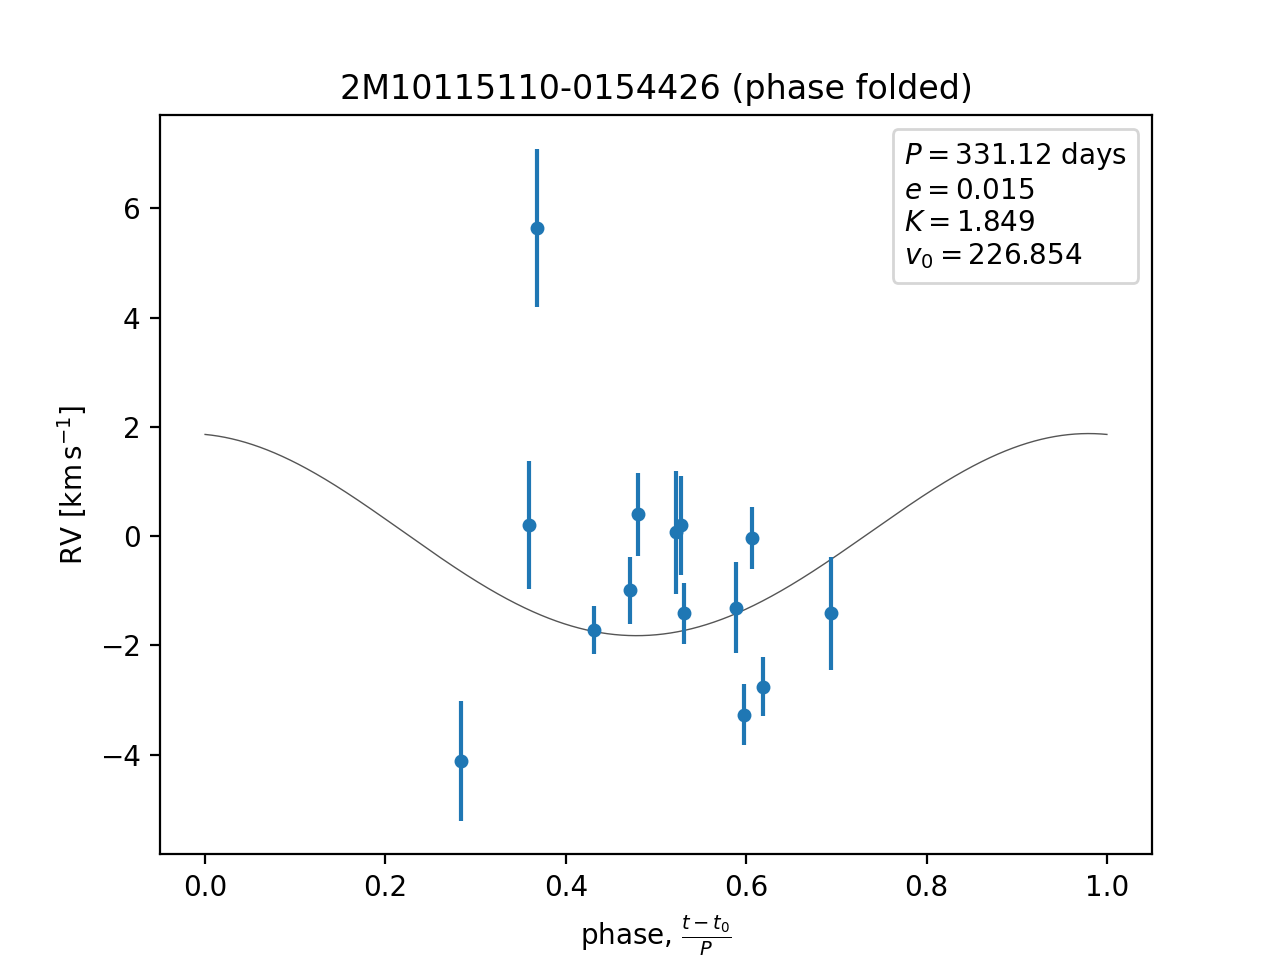 2M10115110-0154426 (phase folded)
P = 331.12 days
e = 0.015
K = 1.849
v₀ = 226.854
6
4
2
0
−2
−4
RV [km s⁻¹]
0.0 0.2 0.4 0.6 0.8 1.0
phase, (t − t₀)/P